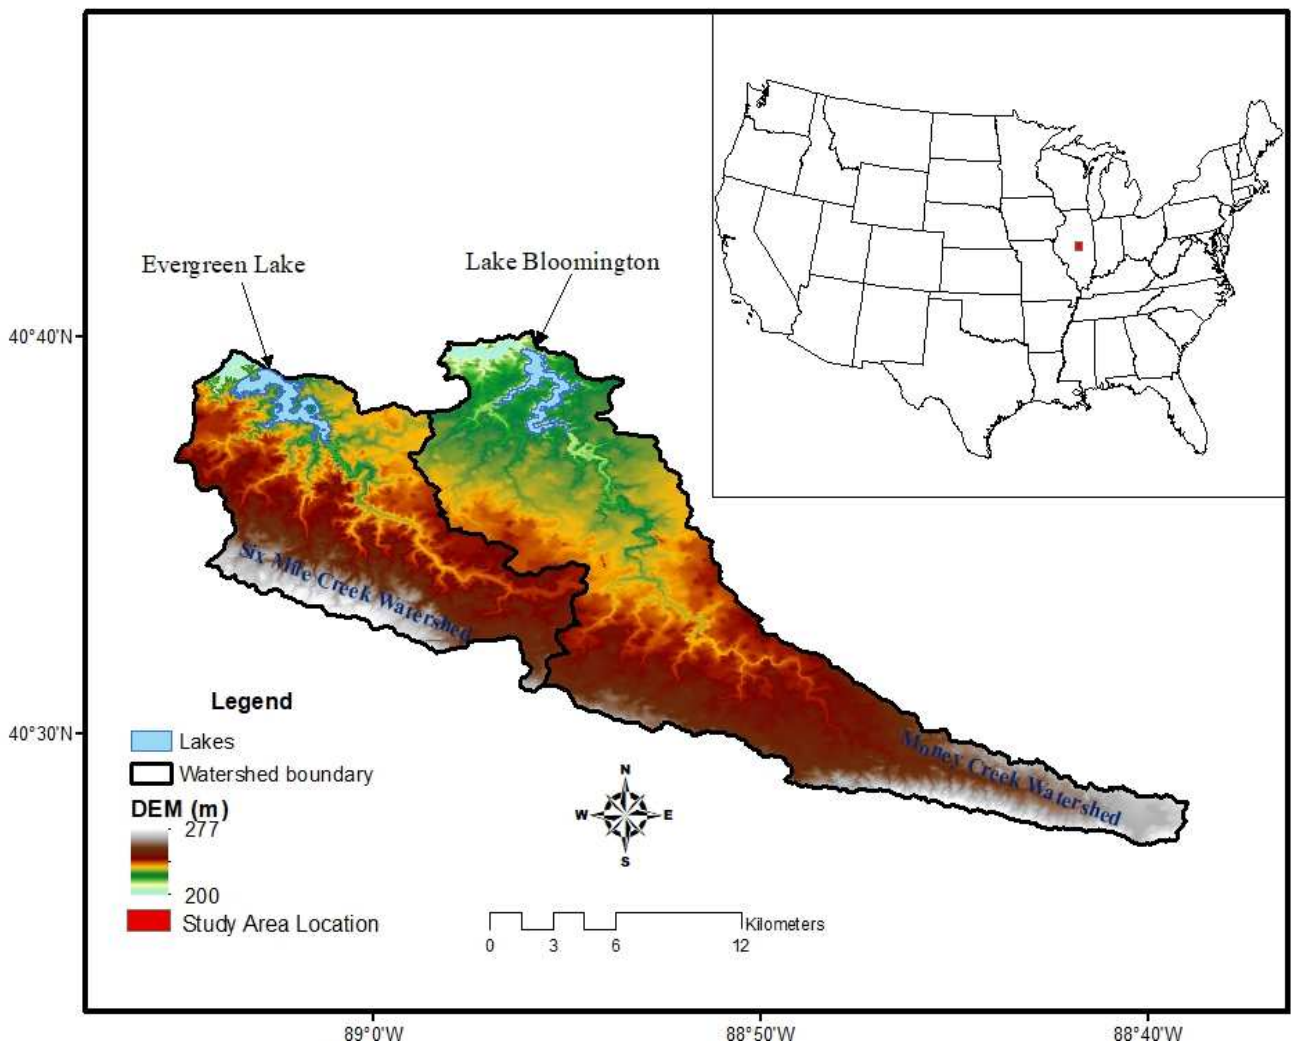 Evergreen Lake
Lake Bloomington
40°40'N
Six Mile Creek Watershed
Legend
40°30'N
Lakes
Money Creek Watershed
Watershed boundary
N
W
E
S
DEM (m)
277
200
Study Area Location
Kilometers
0 3 6 12
89°0'W 88°50'W 88°40'W